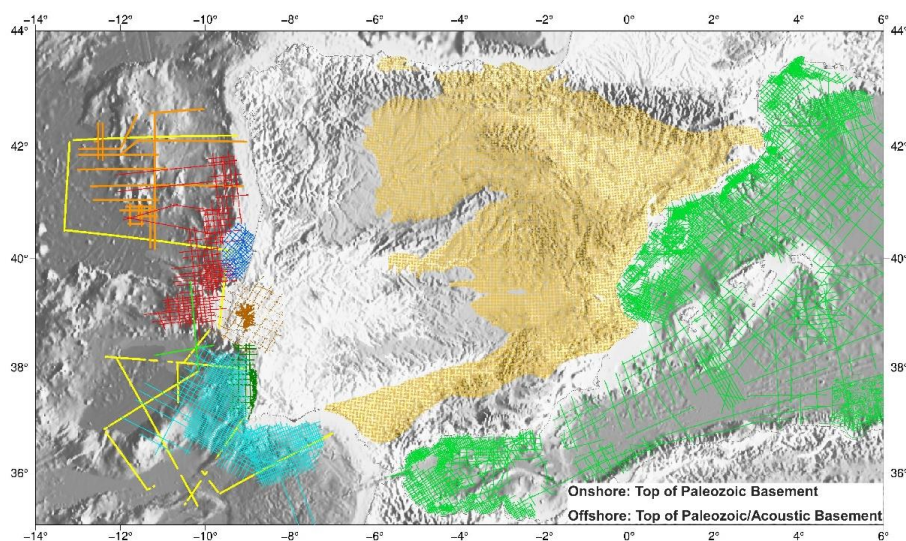 −14° −12° −10° −8° −6° −4° −2° 0° 2° 4° 6°
44° 44°
42° 42°
40° 40°
38° 38°
36° 36°
Onshore: Top of Paleozoic Basement
Offshore: Top of Paleozoic/Acoustic Basement
−14° −12° −10° −8° −6° −4° −2° 0° 2° 4° 6°